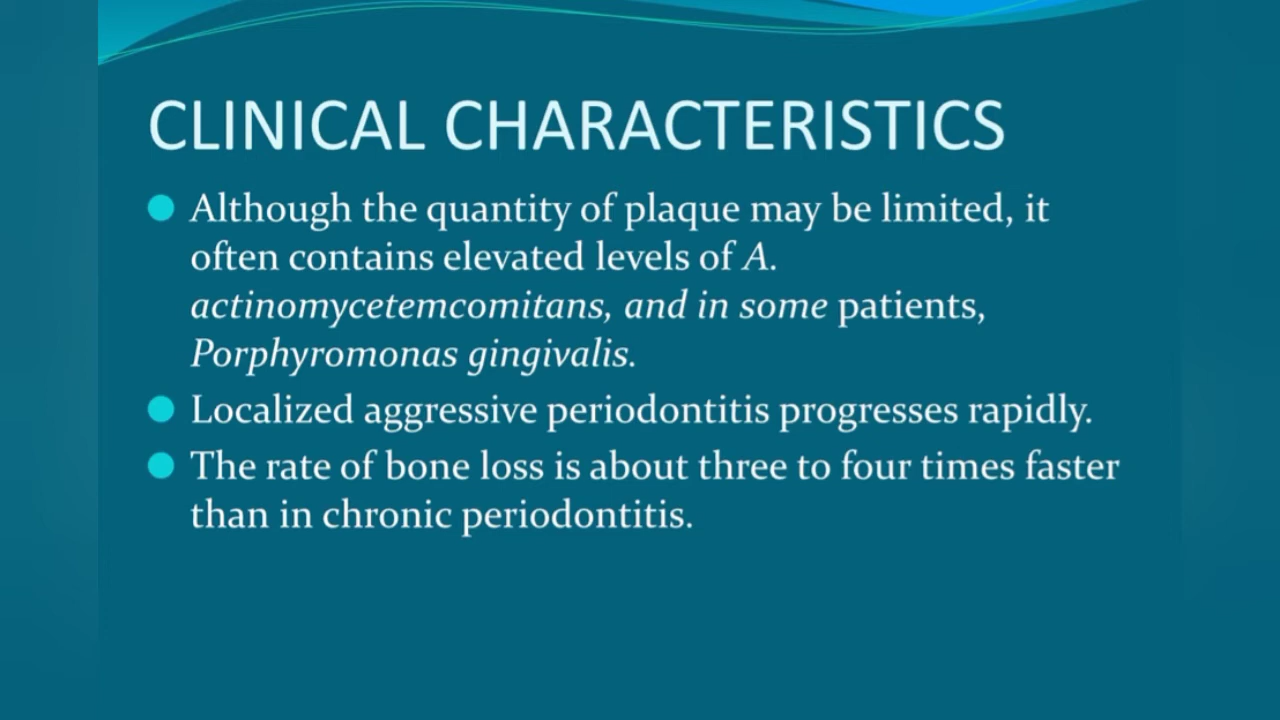 CLINICAL CHARACTERISTICS
Although the quantity of plaque may be limited, it
often contains elevated levels of A.
actinomycetemcomitans, and in some patients,
Porphyromonas gingivalis.
Localized aggressive periodontitis progresses rapidly.
The rate of bone loss is about three to four times faster
than in chronic periodontitis.